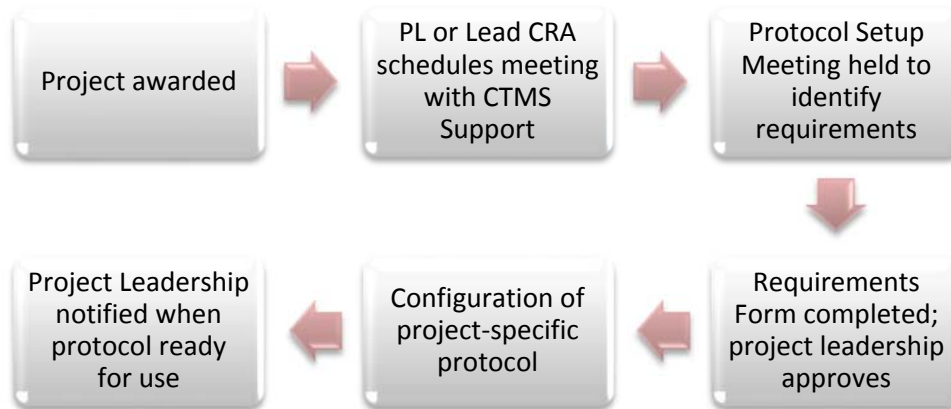 Project awarded
PL or Lead CRA
schedules meeting
with CTMS
Support
Protocol Setup
Meeting held to
identify
requirements
Requirements
Form completed;
project leadership
approves
Configuration of
project-specific
protocol
Project Leadership
notified when
protocol ready
for use